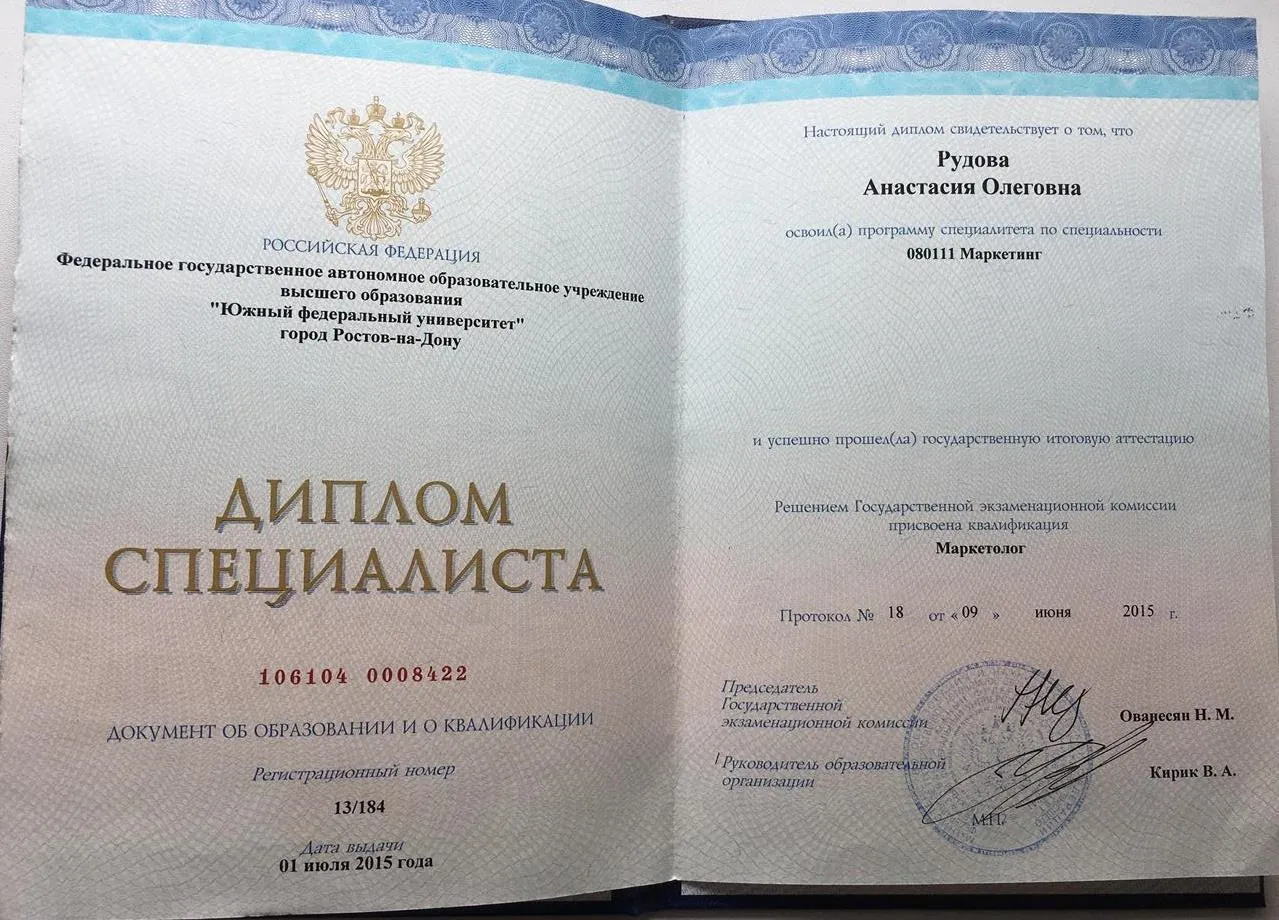 РОССИЙСКАЯ ФЕДЕРАЦИЯ
Федеральное государственное автономное образовательное учреждение
высшего образования
"Южный федеральный университет"
город Ростов-на-Дону
ДИПЛОМ
СПЕЦИАЛИСТА
106104 0008422
ДОКУМЕНТ ОБ ОБРАЗОВАНИИ И О КВАЛИФИКАЦИИ
Регистрационный номер
13/184
Дата выдачи
01 июля 2015 года
Настоящий диплом свидетельствует о том, что
Рудова
Анастасия Олеговна
освоил(а) программу специалитета по специальности
080111 Маркетинг
и успешно прошел(ла) государственную итоговую аттестацию
Решением Государственной экзаменационной комиссии
присвоена квалификация
Маркетолог
Протокол № 18 от «09 » июня 2015 г.
Председатель
Государственной
экзаменационной комиссии
Ованесян Н. М.
Руководитель образовательной
организации
Кирик В. А.
М.П.